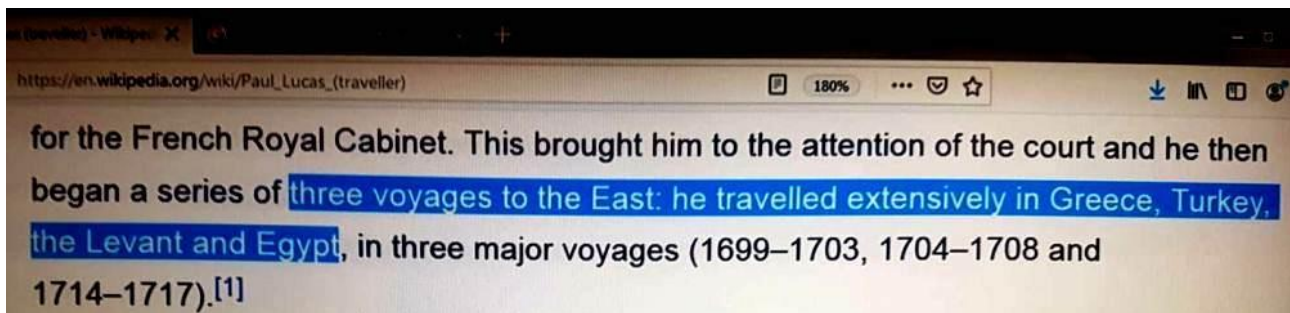 https://en.wikipedia.org/wiki/Paul_Lucas_(traveller)
180%
for the French Royal Cabinet. This brought him to the attention of the court and he then
began a series of three voyages to the East: he travelled extensively in Greece, Turkey,
the Levant and Egypt, in three major voyages (1699–1703, 1704–1708 and
1714–1717).[1]